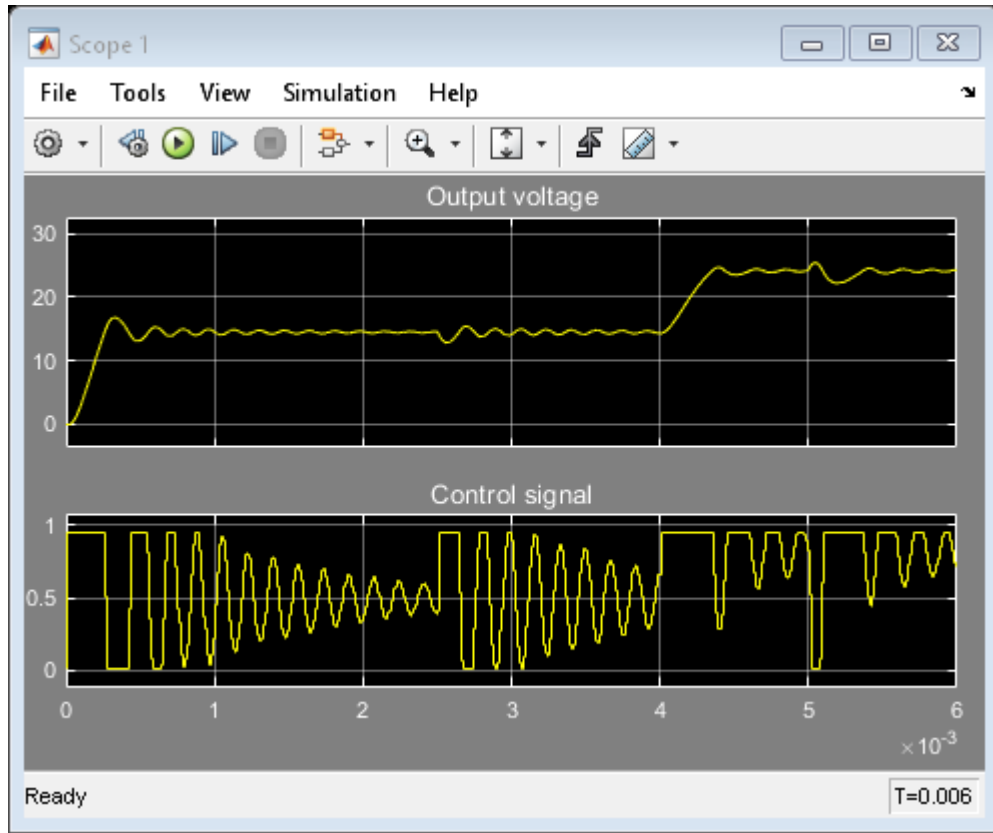 Scope 1
File Tools View Simulation Help
Output voltage
30
20
10
0
Control signal
1
0.5
0
0 1 2 3 4 5 6
×10-3
Ready T=0.006